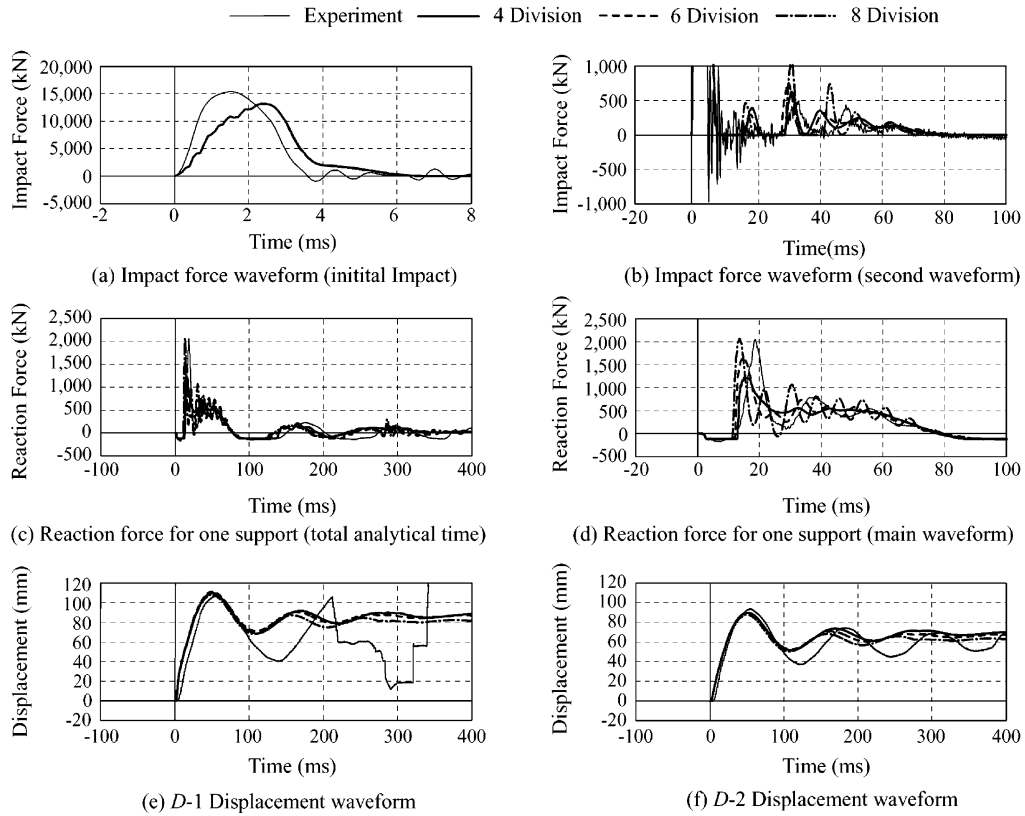 Experiment 4 Division 6 Division 8 Division
Impact Force (kN)
20,000
15,000
10,000
5,000
0
-5,000
-2 0 2 4 6 8
Time (ms)
(a) Impact force waveform (initital Impact)
Impact Force (kN)
1,000
500
0
-500
-1,000
-20 0 20 40 60 80 100
Time(ms)
(b) Impact force waveform (second waveform)
Reaction Force (kN)
2,500
2,000
1,500
1,000
500
0
-500
-100 0 100 200 300 400
Time (ms)
(c) Reaction force for one support (total analytical time)
Reaction Force (kN)
2,500
2,000
1,500
1,000
500
0
-500
-20 0 20 40 60 80 100
Time (ms)
(d) Reaction force for one support (main waveform)
Displacement (mm)
120
100
80
60
40
20
0
-20
-100 0 100 200 300 400
Time (ms)
(e) D-1 Displacement waveform
Displacement (mm)
120
100
80
60
40
20
0
-20
-100 0 100 200 300 400
Time (ms)
(f) D-2 Displacement waveform